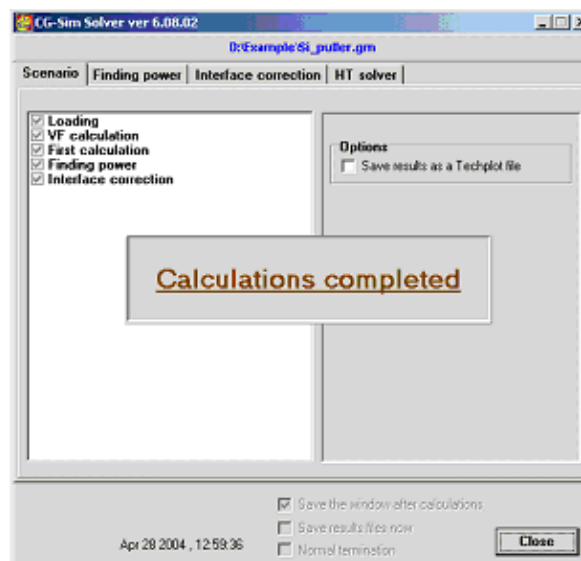 CG-Sim Solver ver 6.08.02
D:\Example\Si_puller.grn
Scenario
Finding power
Interface correction
HT solver
Loading
VF calculation
First calculation
Finding power
Interface correction
Options
Save results as a Techplot file
Calculations completed
Save the window after calculations
Save results files now
Normal termination
Apr 28 2004 , 12:59:36
Close